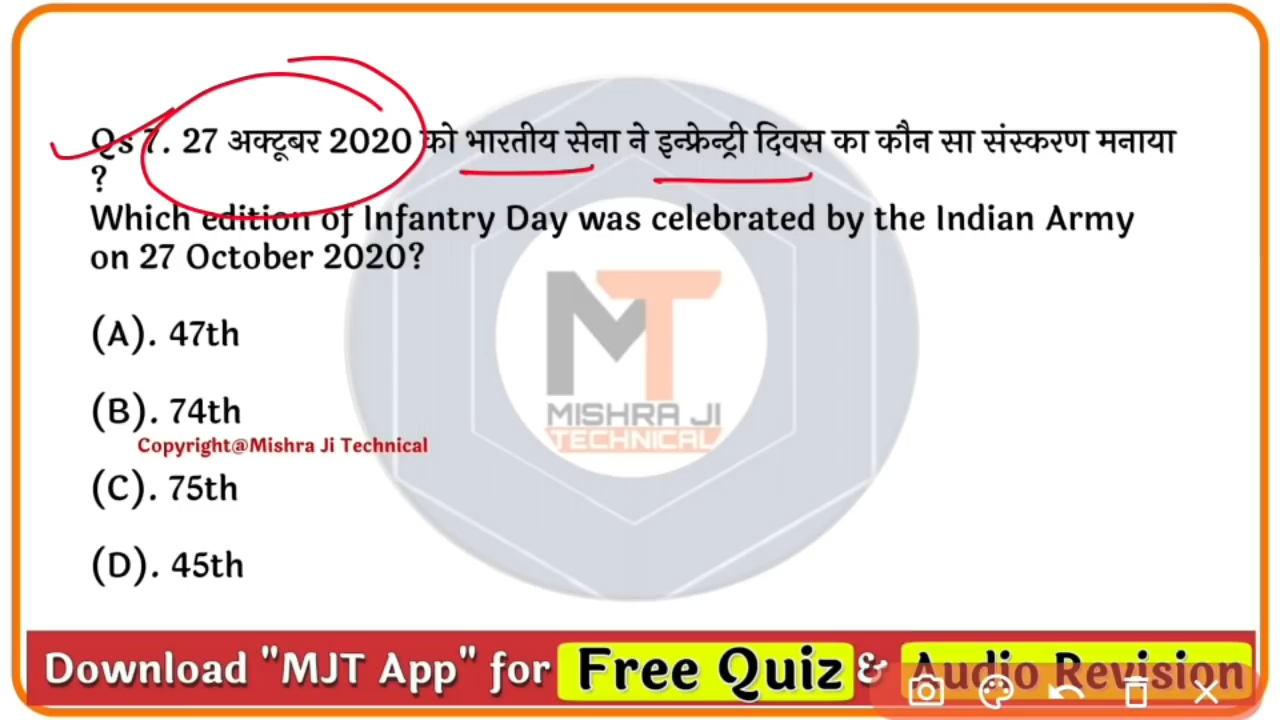 Qs 7. 27 अक्टूबर 2020 को भारतीय सेना ने इन्फ्रेन्ट्री दिवस का कौन सा संस्करण मनाया
?
Which edition of Infantry Day was celebrated by the Indian Army
on 27 October 2020?
(A). 47th
(B). 74th
Copyright@Mishra Ji Technical
(C). 75th
(D). 45th
MT
MISHRA JI
TECHNICAL
Download "MJT App" for Free Quiz & Audio Revision